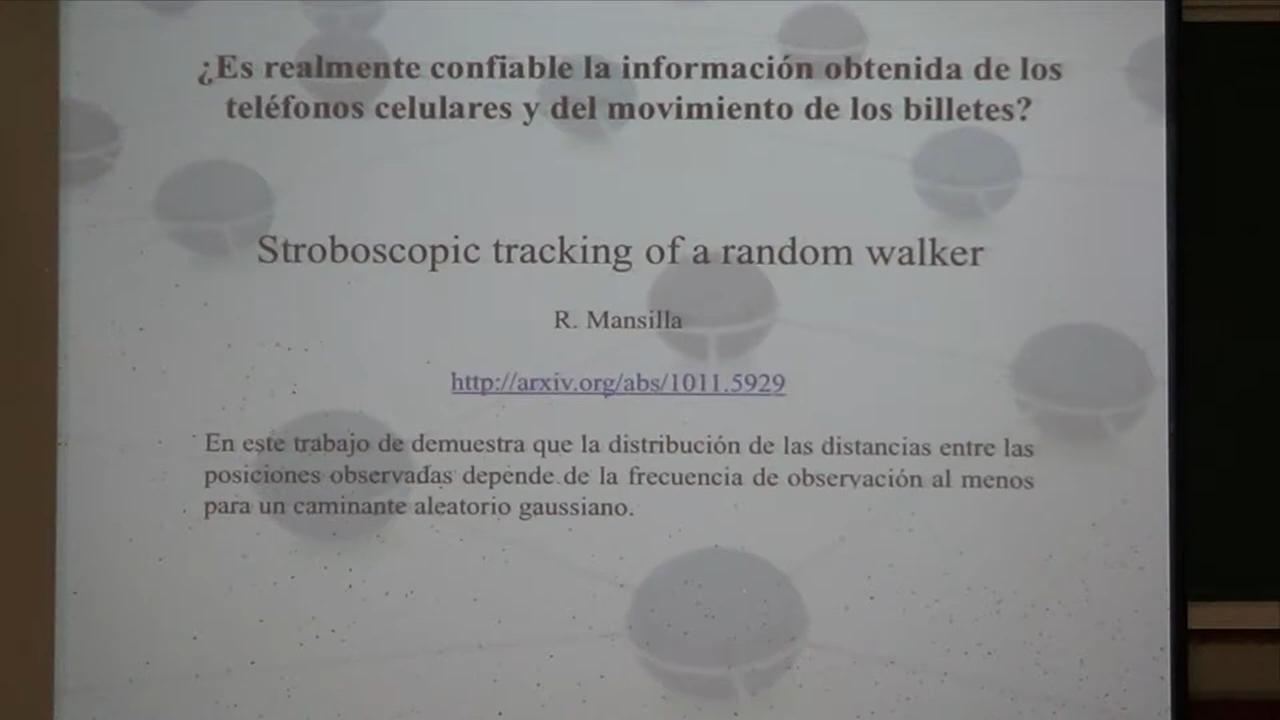 ¿Es realmente confiable la información obtenida de los
teléfonos celulares y del movimiento de los billetes?
Stroboscopic tracking of a random walker
R. Mansilla
http://arxiv.org/abs/1011.5929
En este trabajo de demuestra que la distribución de las distancias entre las
posiciones observadas depende de la frecuencia de observación al menos
para un caminante aleatorio gaussiano.